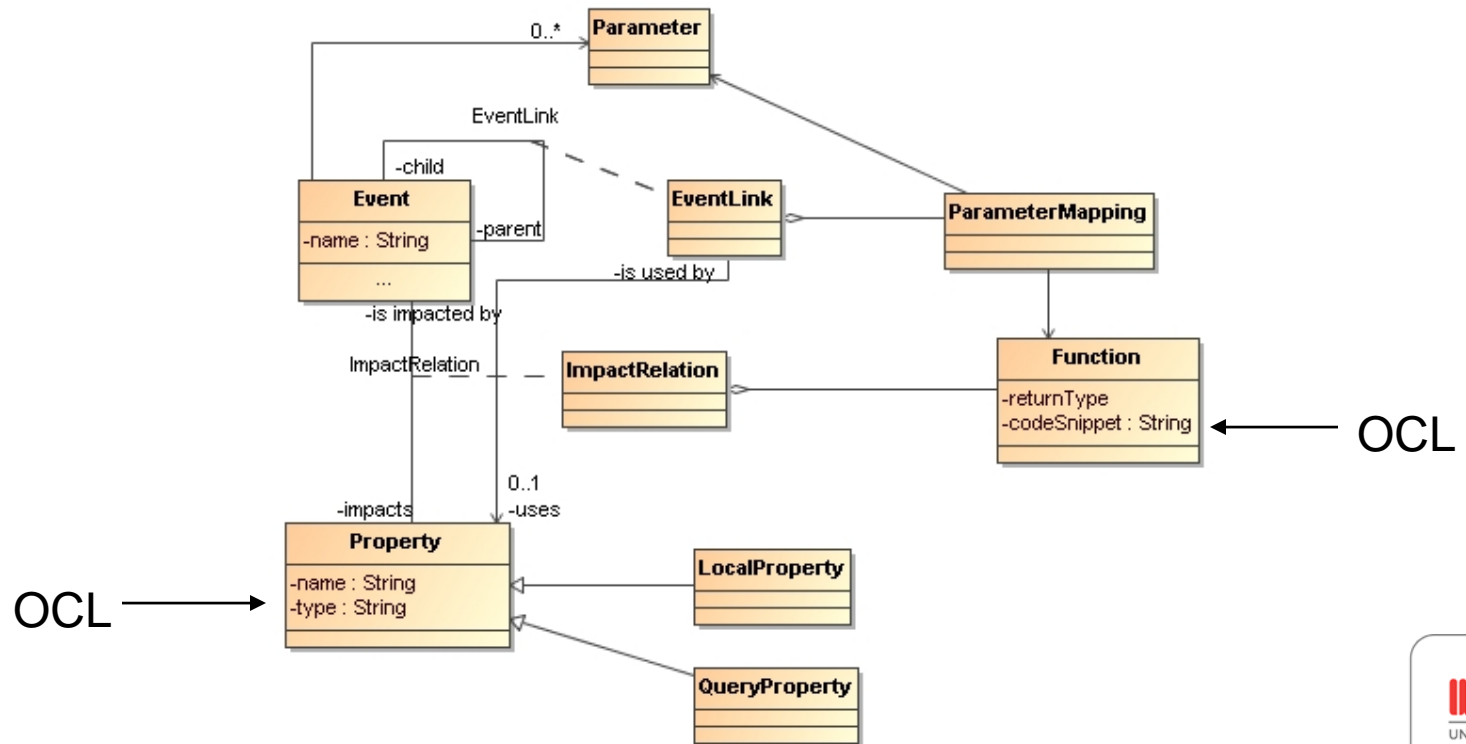 0..*
Parameter
EventLink
-child
Event
-name : String
...
-parent
EventLink
ParameterMapping
-is used by
-is impacted by
ImpactRelation
ImpactRelation
Function
-returnType
-codeSnippet : String
OCL
0..1
-impacts
-uses
Property
-name : String
-type : String
OCL
LocalProperty
QueryProperty